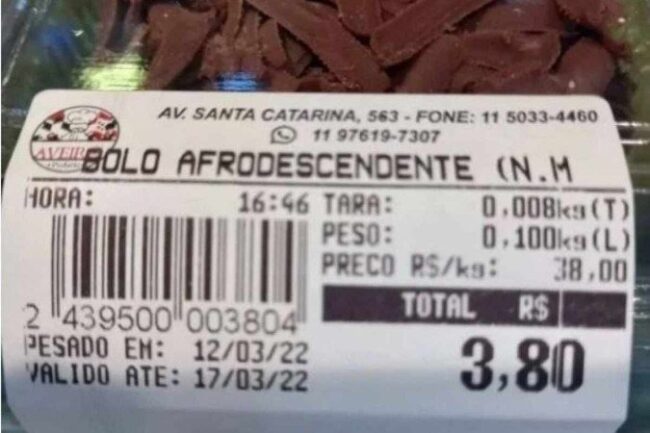 AV. SANTA CATARINA, 563 - FONE: 11 5033-4460
11 97619-7307
AVEIR
BOLO AFRODESCENDENTE (N.M
HORA: 16:46 TARA: 0,008kg(T)
PESO: 0,100kg(L)
PRECO R$/kg: 38,00
TOTAL R$
2 439500 003804
3,80
PESADO EM: 12/03/22
VALIDO ATE: 17/03/22